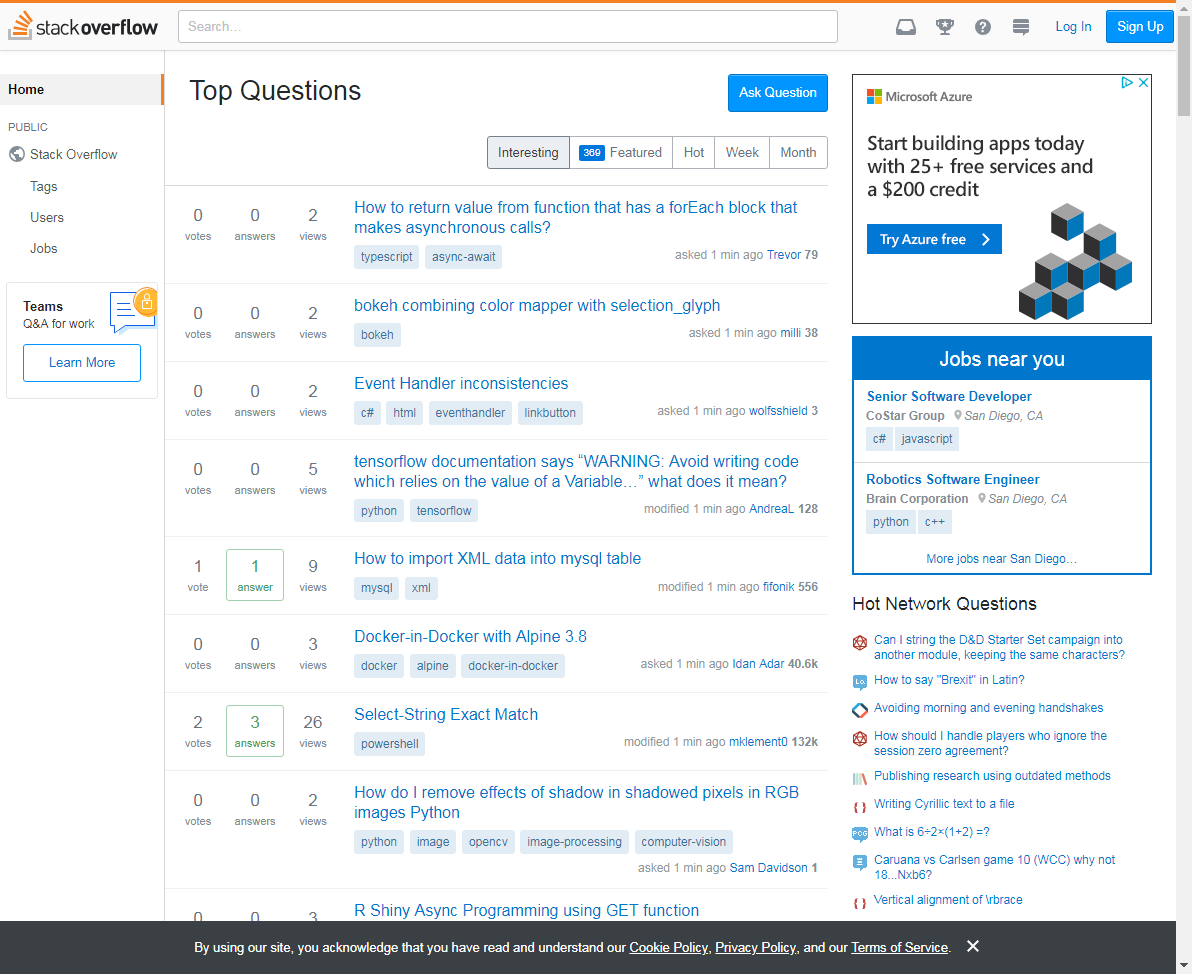 stackoverflow
Search...
Log In
Sign Up
Home
PUBLIC
Stack Overflow
Tags
Users
Jobs
Teams
Q&A for work
Learn More
Top Questions
Ask Question
Interesting
369 Featured
Hot
Week
Month
0 votes
0 answers
2 views
How to return value from function that has a forEach block that
makes asynchronous calls?
typescript async-await
asked 1 min ago Trevor 79
0 votes
0 answers
2 views
bokeh combining color mapper with selection_glyph
bokeh
asked 1 min ago milli 38
0 votes
0 answers
2 views
Event Handler inconsistencies
c# html eventhandler linkbutton
asked 1 min ago wolfsshield 3
0 votes
0 answers
5 views
tensorflow documentation says “WARNING: Avoid writing code
which relies on the value of a Variable…” what does it mean?
python tensorflow
modified 1 min ago AndreaL 128
1 vote
1 answer
9 views
How to import XML data into mysql table
mysql xml
modified 1 min ago fifonik 556
0 votes
0 answers
3 views
Docker-in-Docker with Alpine 3.8
docker alpine docker-in-docker
asked 1 min ago Idan Adar 40.6k
2 votes
3 answers
26 views
Select-String Exact Match
powershell
modified 1 min ago mklement0 132k
0 votes
0 answers
2 views
How do I remove effects of shadow in shadowed pixels in RGB
images Python
python image opencv image-processing computer-vision
asked 1 min ago Sam Davidson 1
0
0
3
R Shiny Async Programming using GET function
Microsoft Azure
Start building apps today
with 25+ free services and
a $200 credit
Try Azure free
Jobs near you
Senior Software Developer
CoStar Group San Diego, CA
c# javascript
Robotics Software Engineer
Brain Corporation San Diego, CA
python c++
More jobs near San Diego…
Hot Network Questions
Can I string the D&D Starter Set campaign into
another module, keeping the same characters?
How to say "Brexit" in Latin?
Avoiding morning and evening handshakes
How should I handle players who ignore the
session zero agreement?
Publishing research using outdated methods
Writing Cyrillic text to a file
What is 6÷2×(1+2) =?
Caruana vs Carlsen game 10 (WCC) why not
18...Nxb6?
Vertical alignment of \rbrace
By using our site, you acknowledge that you have read and understand our Cookie Policy, Privacy Policy, and our Terms of Service.